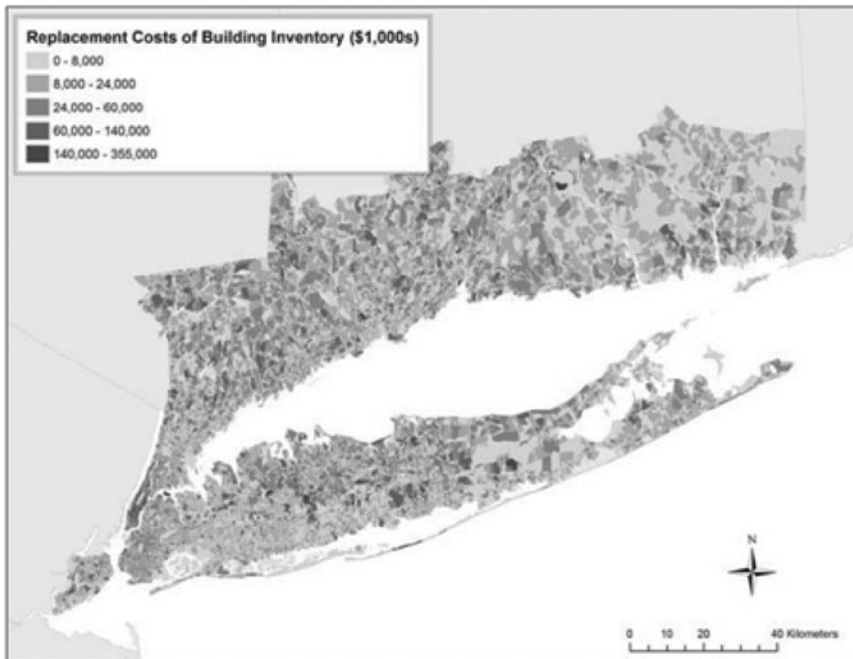 Replacement Costs of Building Inventory ($1,000s)
0 - 8,000
8,000 - 24,000
24,000 - 60,000
60,000 - 140,000
140,000 - 355,000
N
0 10 20 40 Kilometers